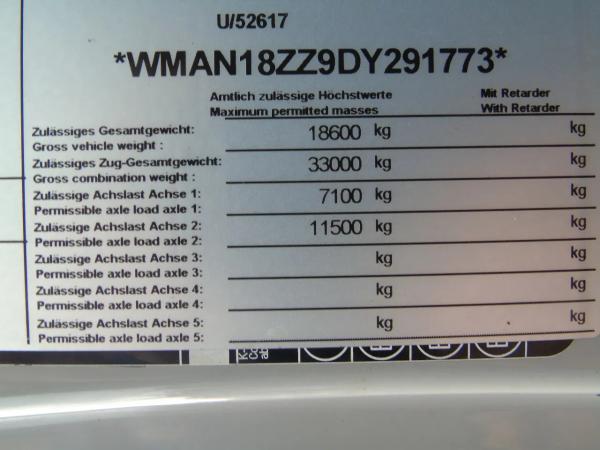 U/52617
*WMAN18ZZ9DY291773*
Amtlich zulässige Höchstwerte Mit Retarder
Maximum permitted masses With Retarder
Zulässiges Gesamtgewicht: 18600 kg kg
Gross vehicle weight :
Zulässiges Zug-Gesamtgewicht: 33000 kg kg
Gross combination weight :
Zulässige Achslast Achse 1: 7100 kg kg
Permissible axle load axle 1:
Zulässige Achslast Achse 2: 11500 kg kg
Permissible axle load axle 2:
Zulässige Achslast Achse 3: kg kg
Permissible axle load axle 3:
Zulässige Achslast Achse 4: kg kg
Permissible axle load axle 4:
Zulässige Achslast Achse 5: kg kg
Permissible axle load axle 5: